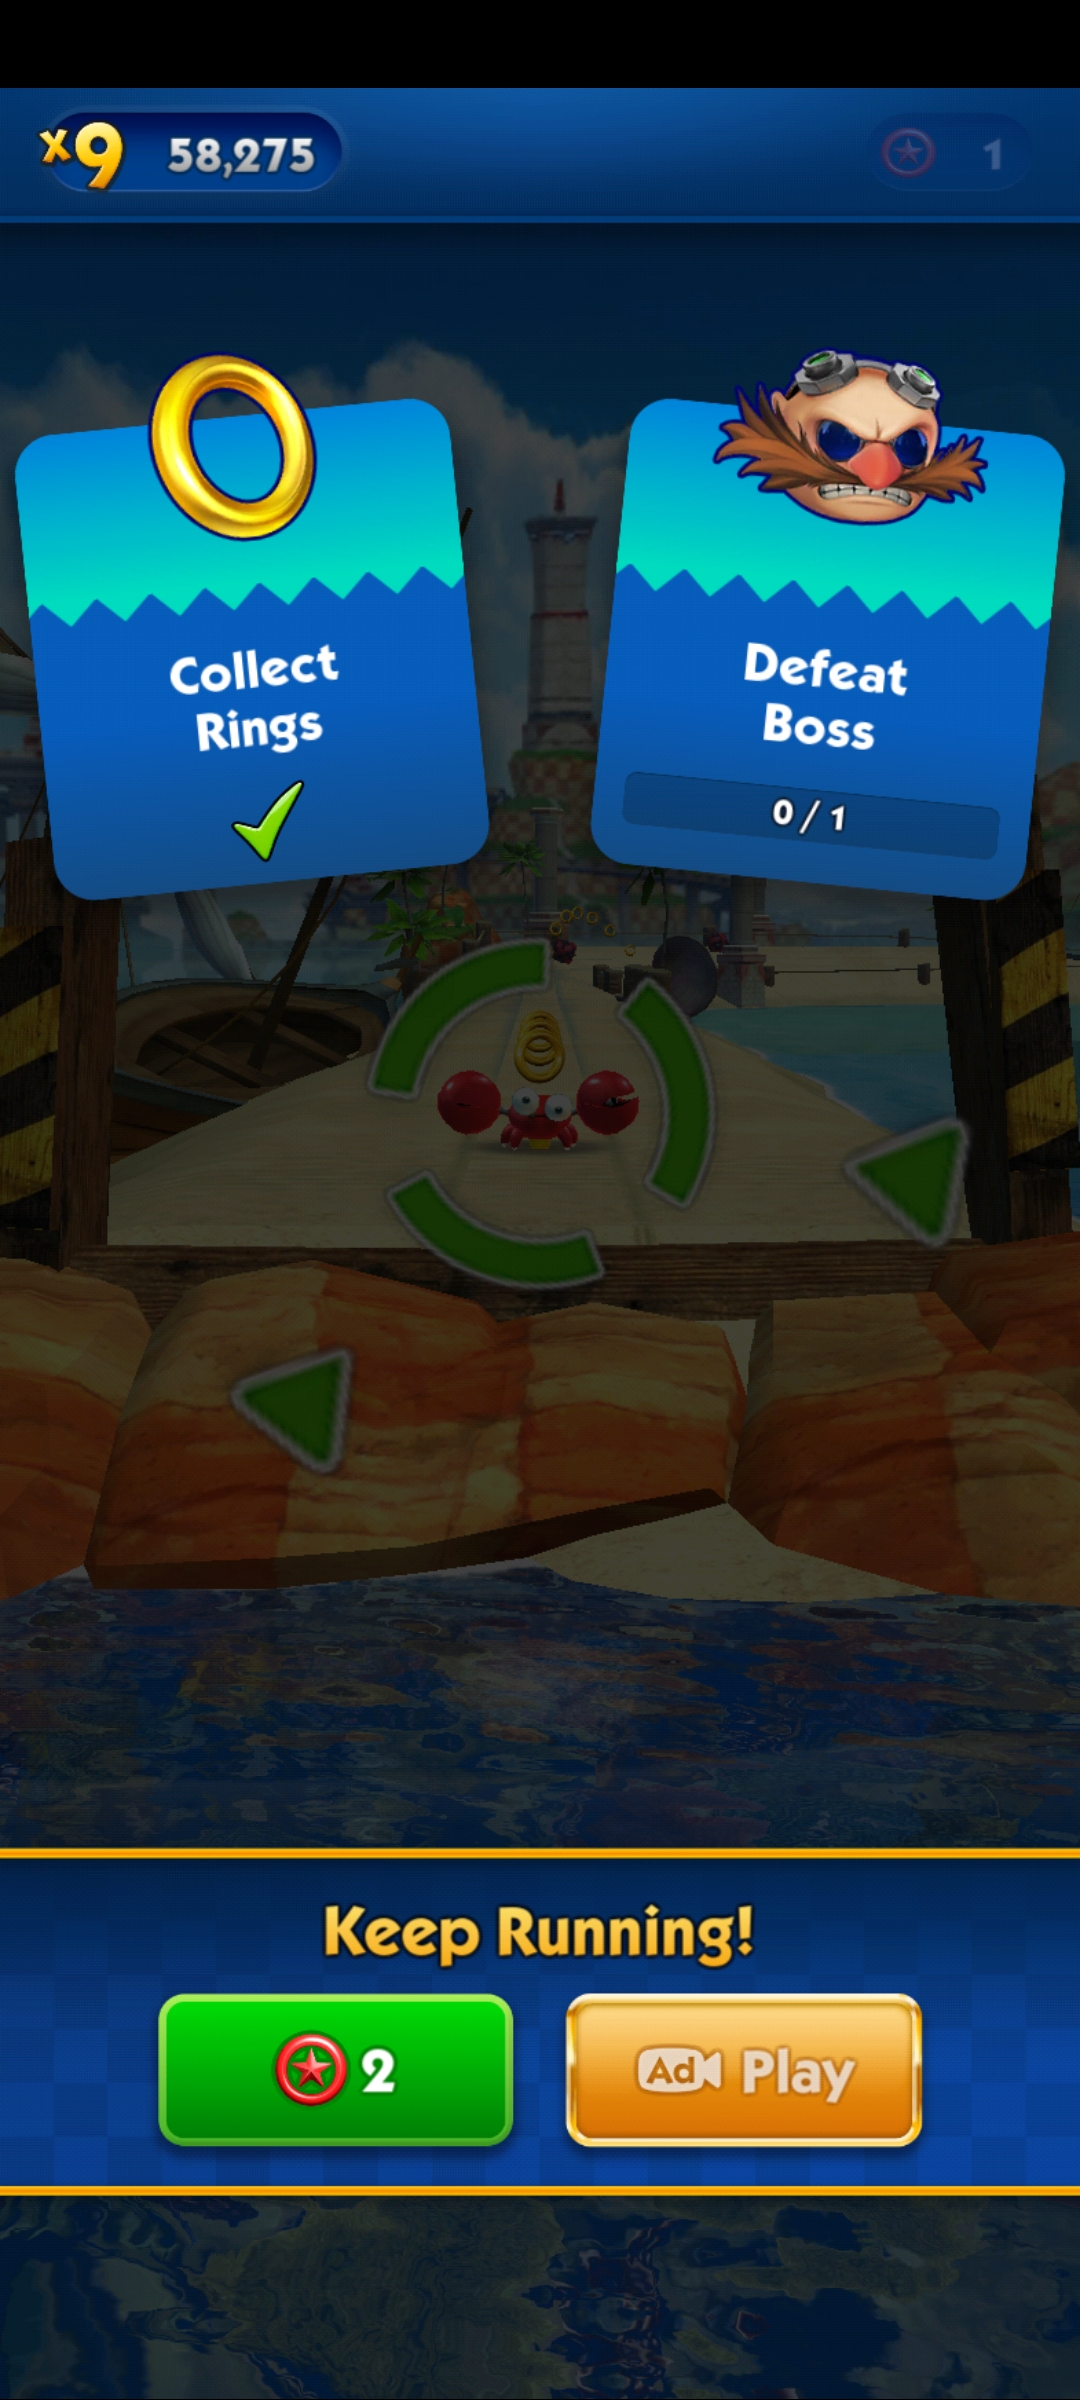 x9 58,275
1
Collect
Rings
Defeat
Boss
0 / 1
Keep Running!
2
Ad Play